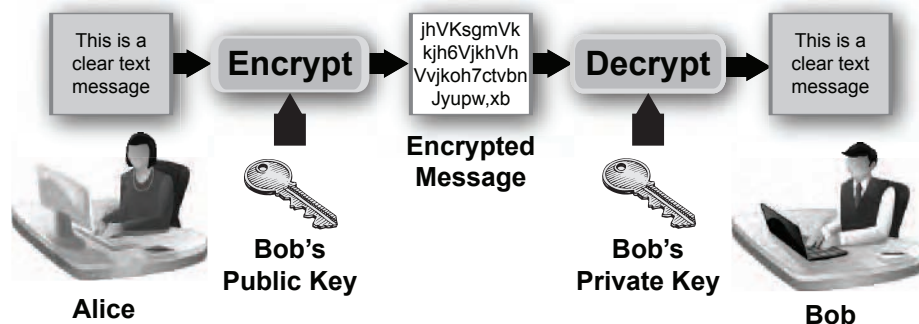 This is a
clear text
message
Encrypt
jhVKsgmVk
kjh6VjkhVh
Vvjkoh7ctvbn
Jyupw,xb
Decrypt
This is a
clear text
message
Encrypted
Message
Bob's
Public Key
Bob's
Private Key
Alice
Bob